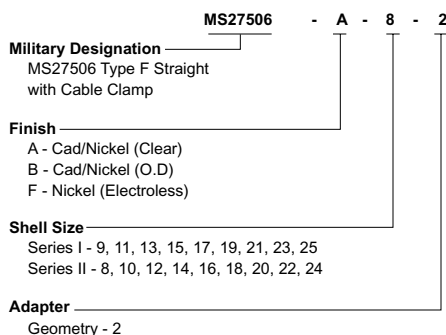 MS27506 - A - 8 - 2
Military Designation
MS27506 Type F Straight
with Cable Clamp
Finish
A - Cad/Nickel (Clear)
B - Cad/Nickel (O.D)
F - Nickel (Electroless)
Shell Size
Series I - 9, 11, 13, 15, 17, 19, 21, 23, 25
Series II - 8, 10, 12, 14, 16, 18, 20, 22, 24
Adapter
Geometry - 2